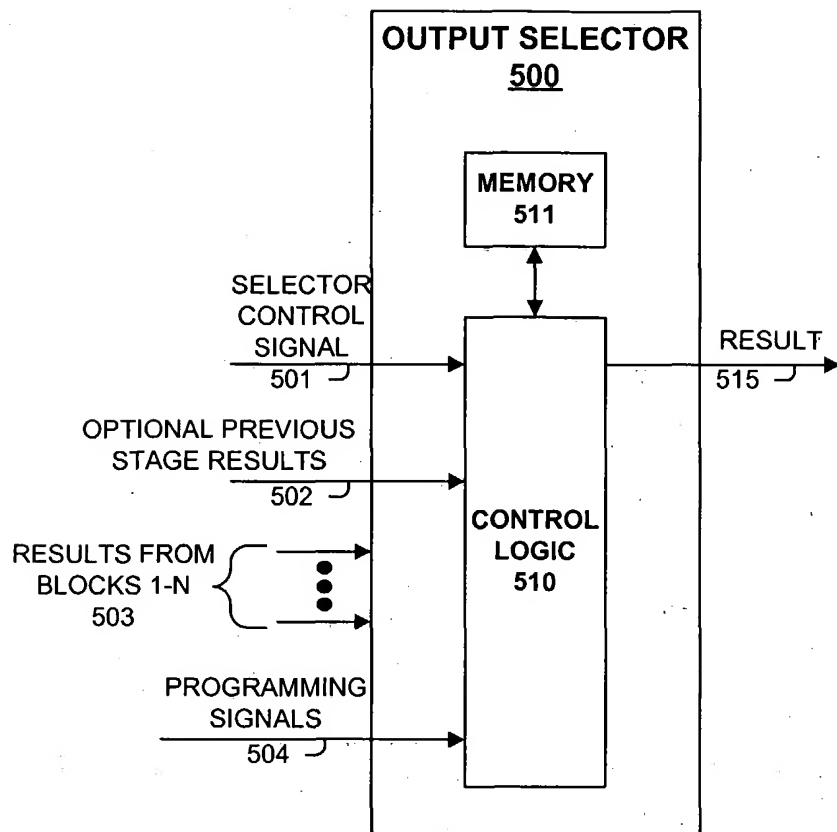 OUTPUT SELECTOR
500
MEMORY
511
SELECTOR
CONTROL
SIGNAL
501
RESULT
515
OPTIONAL PREVIOUS
STAGE RESULTS
502
CONTROL
LOGIC
510
RESULTS FROM
BLOCKS 1-N
503
PROGRAMMING
SIGNALS
504